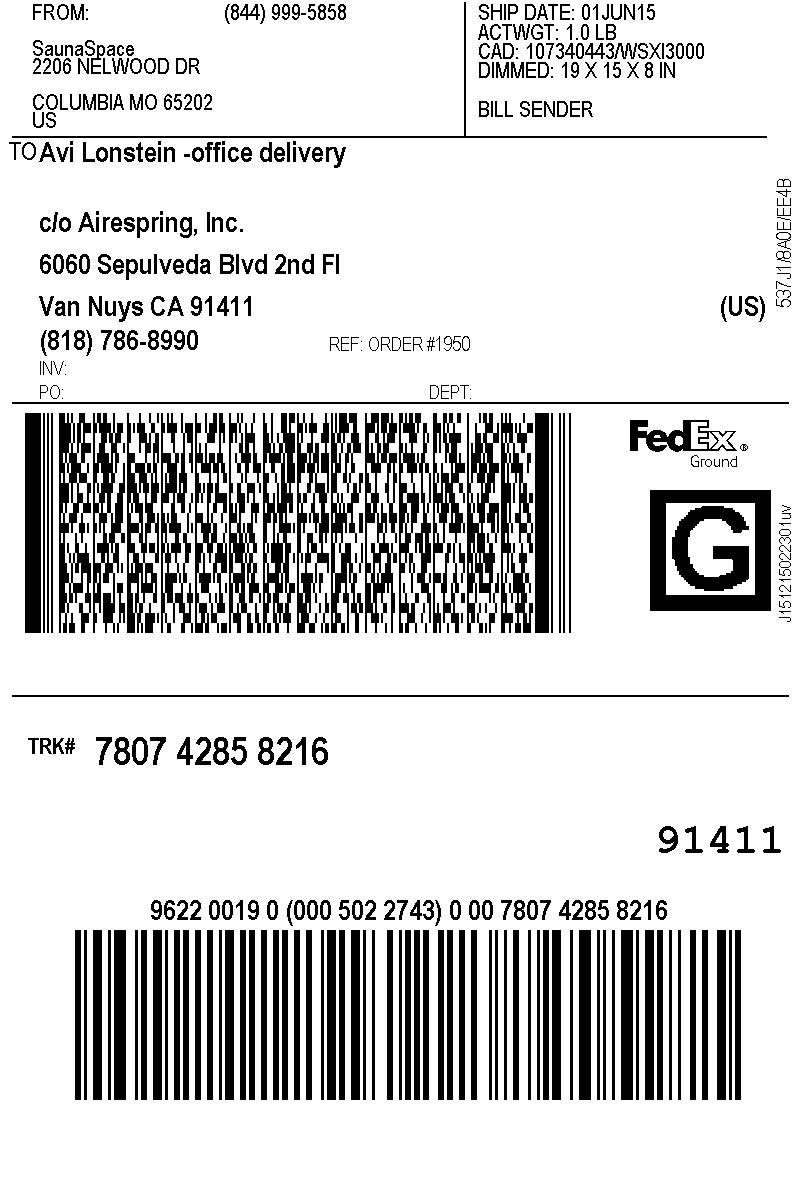 FROM: (844) 999-5858
SaunaSpace
2206 NELWOOD DR
COLUMBIA MO 65202
US
SHIP DATE: 01JUN15
ACTWGT: 1.0 LB
CAD: 107340443/WSXI3000
DIMMED: 19 X 15 X 8 IN
BILL SENDER
TO Avi Lonstein -office delivery
c/o Airespring, Inc.
6060 Sepulveda Blvd 2nd Fl
Van Nuys CA 91411 (US)
(818) 786-8990 REF: ORDER #1950
INV:
PO: DEPT:
537J1/8A0E/EE4B
FedEx®
Ground
G
J151215022301uv
TRK# 7807 4285 8216
91411
9622 0019 0 (000 502 2743) 0 00 7807 4285 8216